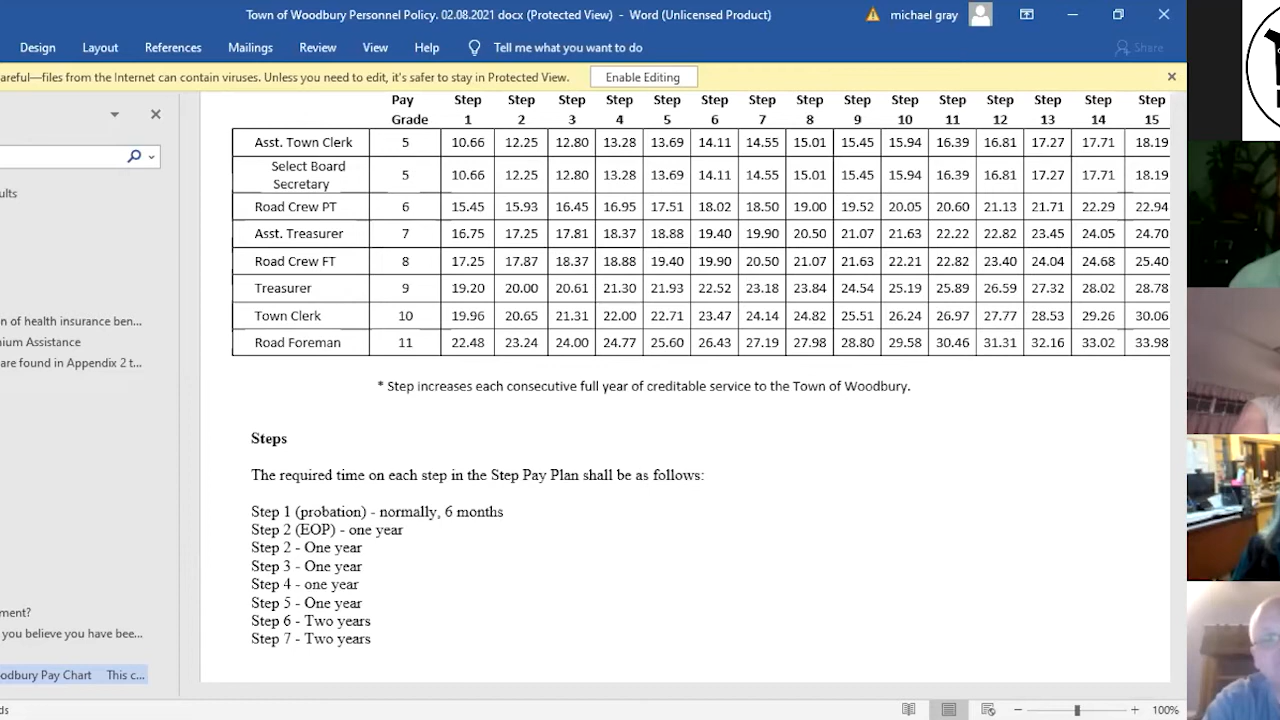 Town of Woodbury Personnel Policy. 02.08.2021 docx (Protected View) - Word (Unlicensed Product)
michael gray
Design Layout References Mailings Review View Help Tell me what you want to do Share
areful—files from the Internet can contain viruses. Unless you need to edit, it's safer to stay in Protected View. Enable Editing
ults
n of health insurance ben...
mium Assistance
are found in Appendix 2 t...
ment?
you believe you have bee...
odbury Pay Chart This c...
Pay Step Step Step Step Step Step Step Step Step Step Step Step Step Step Step
Grade 1 2 3 4 5 6 7 8 9 10 11 12 13 14 15
Asst. Town Clerk 5 10.66 12.25 12.80 13.28 13.69 14.11 14.55 15.01 15.45 15.94 16.39 16.81 17.27 17.71 18.19
Select Board
Secretary 5 10.66 12.25 12.80 13.28 13.69 14.11 14.55 15.01 15.45 15.94 16.39 16.81 17.27 17.71 18.19
Road Crew PT 6 15.45 15.93 16.45 16.95 17.51 18.02 18.50 19.00 19.52 20.05 20.60 21.13 21.71 22.29 22.94
Asst. Treasurer 7 16.75 17.25 17.81 18.37 18.88 19.40 19.90 20.50 21.07 21.63 22.22 22.82 23.45 24.05 24.70
Road Crew FT 8 17.25 17.87 18.37 18.88 19.40 19.90 20.50 21.07 21.63 22.21 22.82 23.40 24.04 24.68 25.40
Treasurer 9 19.20 20.00 20.61 21.30 21.93 22.52 23.18 23.84 24.54 25.19 25.89 26.59 27.32 28.02 28.78
Town Clerk 10 19.96 20.65 21.31 22.00 22.71 23.47 24.14 24.82 25.51 26.24 26.97 27.77 28.53 29.26 30.06
Road Foreman 11 22.48 23.24 24.00 24.77 25.60 26.43 27.19 27.98 28.80 29.58 30.46 31.31 32.16 33.02 33.98
* Step increases each consecutive full year of creditable service to the Town of Woodbury.
Steps
The required time on each step in the Step Pay Plan shall be as follows:
Step 1 (probation) - normally, 6 months
Step 2 (EOP) - one year
Step 2 - One year
Step 3 - One year
Step 4 - one year
Step 5 - One year
Step 6 - Two years
Step 7 - Two years
ds
100%